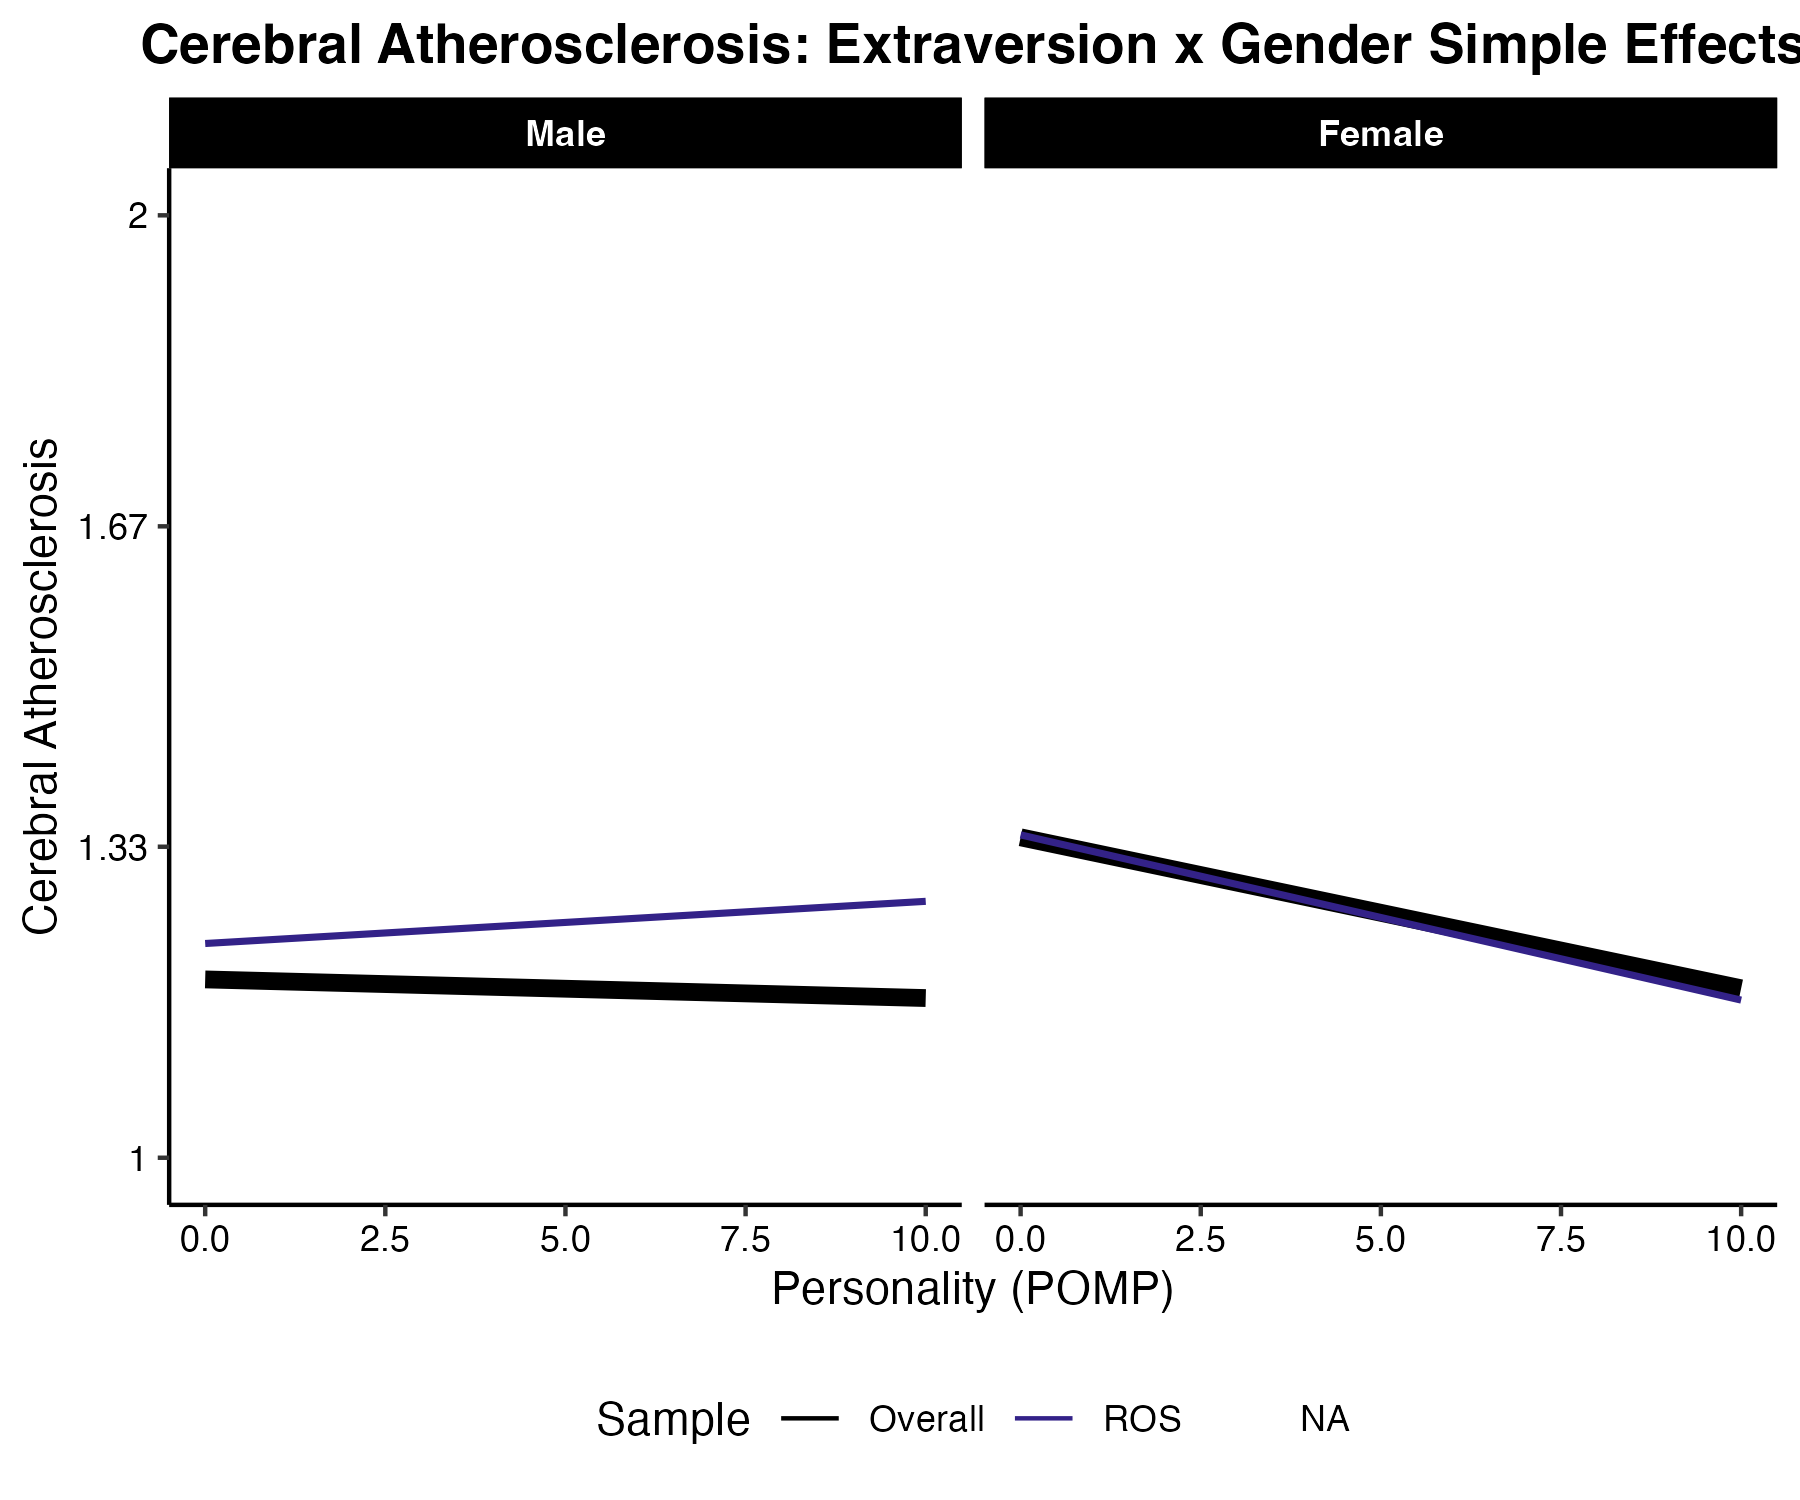 Cerebral Atherosclerosis: Extraversion x Gender Simple Effects
Male
Female
Cerebral Atherosclerosis
2
1.67
1.33
1
0.0 2.5 5.0 7.5 10.0
0.0 2.5 5.0 7.5 10.0
Personality (POMP)
Sample Overall ROS NA